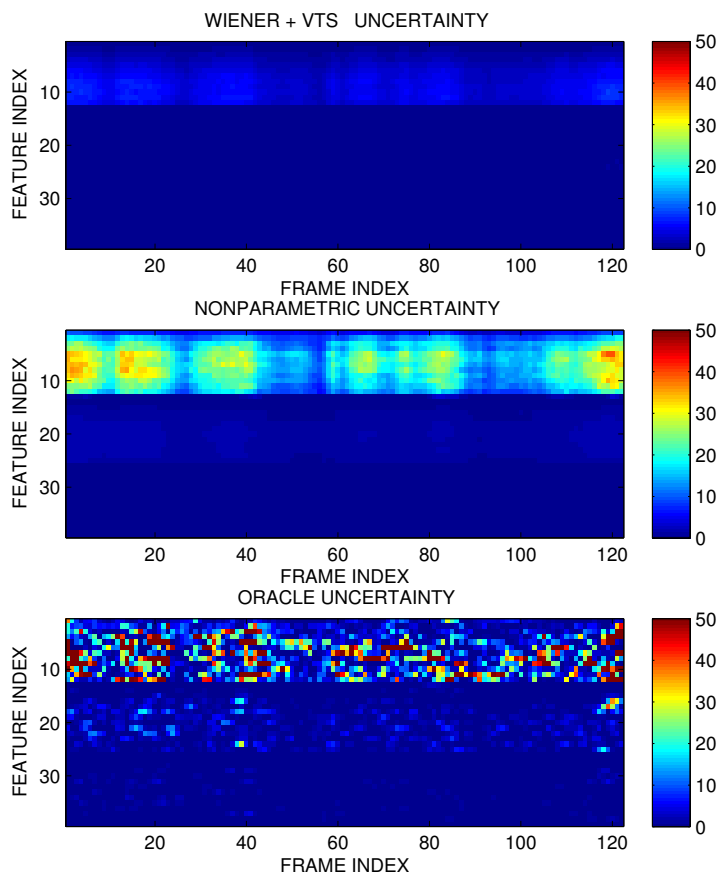 WIENER + VTS UNCERTAINTY
FEATURE INDEX
10
20
30
20 40 60 80 100 120
FRAME INDEX
50
40
30
20
10
0
NONPARAMETRIC UNCERTAINTY
FEATURE INDEX
10
20
30
20 40 60 80 100 120
FRAME INDEX
50
40
30
20
10
0
ORACLE UNCERTAINTY
FEATURE INDEX
10
20
30
20 40 60 80 100 120
FRAME INDEX
50
40
30
20
10
0